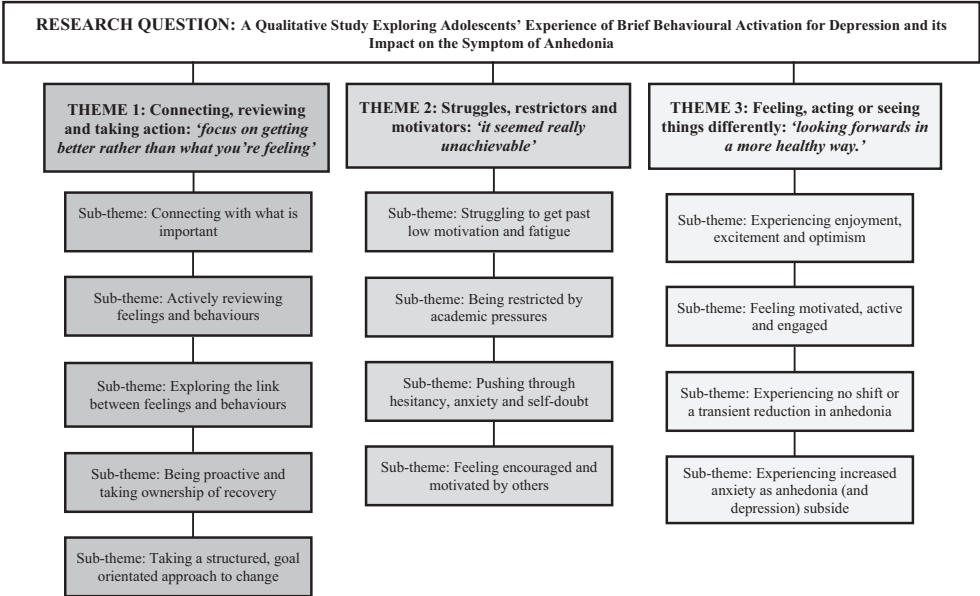 RESEARCH QUESTION: A Qualitative Study Exploring Adolescents' Experience of Brief Behavioural Activation for Depression and its
Impact on the Symptom of Anhedonia
THEME 1: Connecting, reviewing
and taking action: ‘focus on getting
better rather than what you’re feeling’
Sub-theme: Connecting with what is
important
Sub-theme: Actively reviewing
feelings and behaviours
Sub-theme: Exploring the link
between feelings and behaviours
Sub-theme: Being proactive and
taking ownership of recovery
Sub-theme: Taking a structured, goal
orientated approach to change
THEME 2: Struggles, restrictors and
motivators: ‘it seemed really
unachievable’
Sub-theme: Struggling to get past
low motivation and fatigue
Sub-theme: Being restricted by
academic pressures
Sub-theme: Pushing through
hesitancy, anxiety and self-doubt
Sub-theme: Feeling encouraged and
motivated by others
THEME 3: Feeling, acting or seeing
things differently: ‘looking forwards in
a more healthy way.’
Sub-theme: Experiencing enjoyment,
excitement and optimism
Sub-theme: Feeling motivated, active
and engaged
Sub-theme: Experiencing no shift or
a transient reduction in anhedonia
Sub-theme: Experiencing increased
anxiety as anhedonia (and
depression) subside